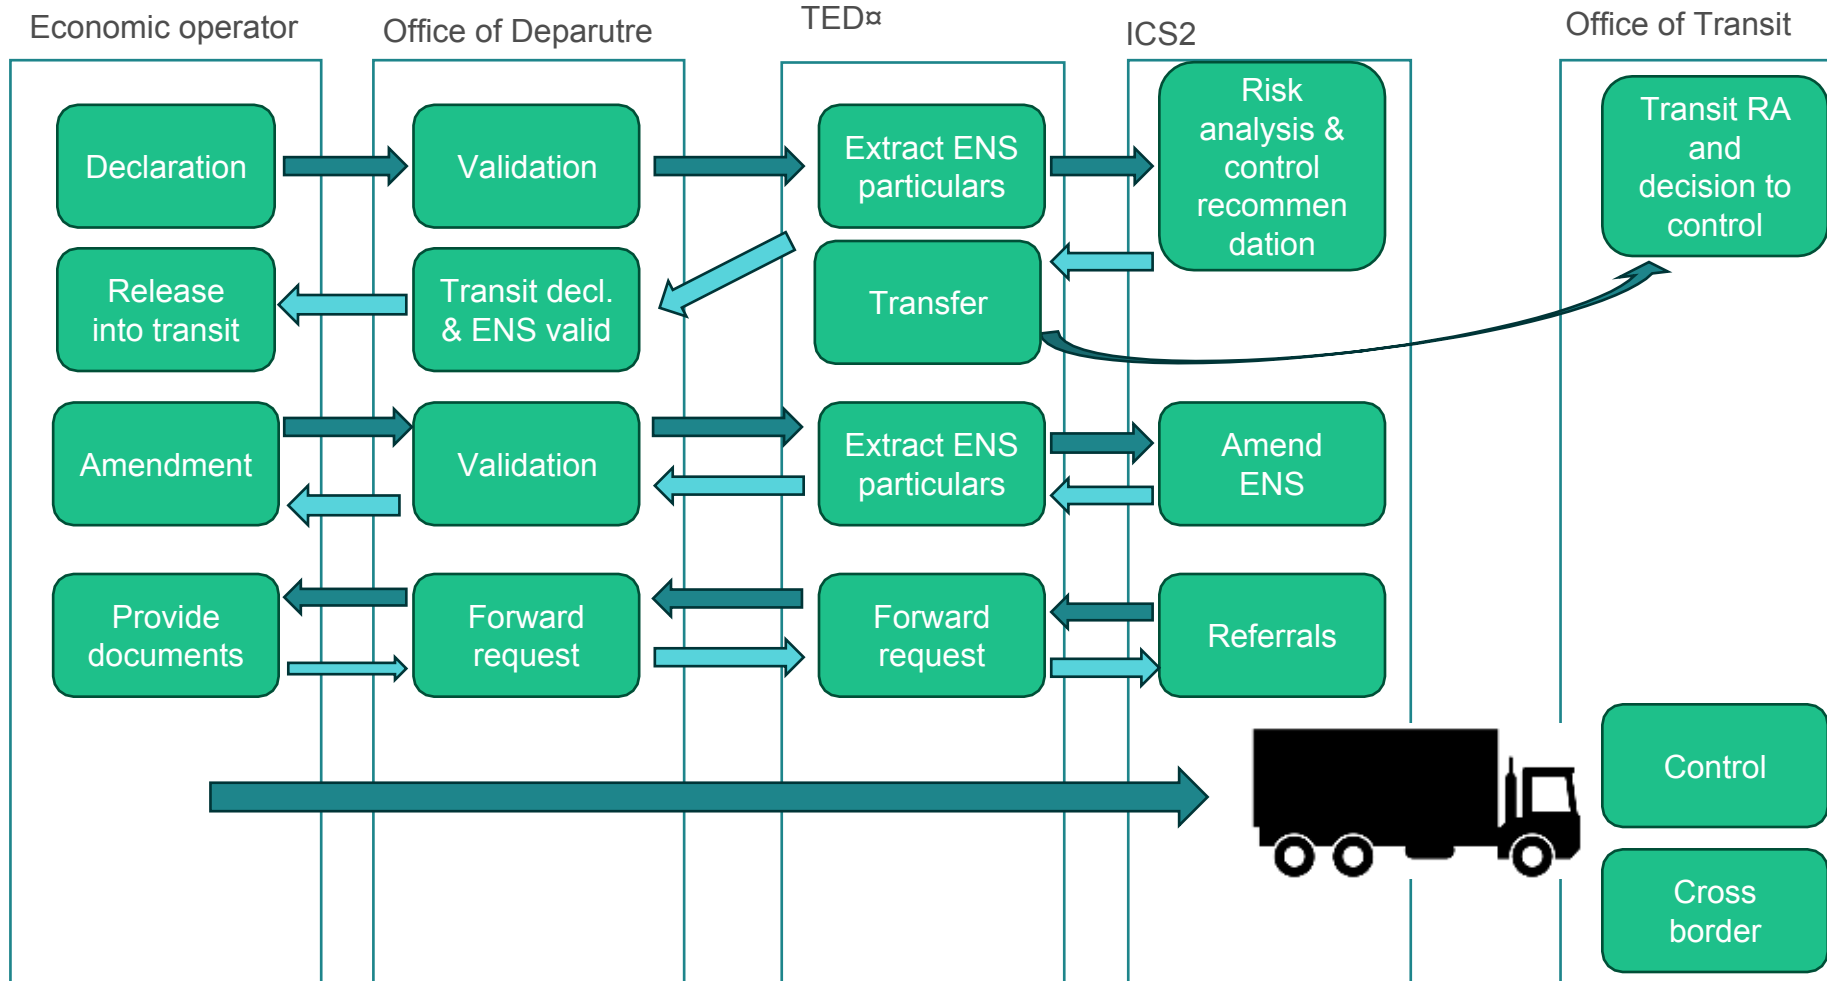 Economic operator
Office of Deparutre
TED¤
ICS2
Office of Transit
Declaration
Validation
Extract ENS
particulars
Risk
analysis &
control
recommen
dation
Transit RA
and
decision to
control
Release
into transit
Transit decl.
& ENS valid
Transfer
Amendment
Validation
Extract ENS
particulars
Amend
ENS
Provide
documents
Forward
request
Forward
request
Referrals
Control
Cross
border